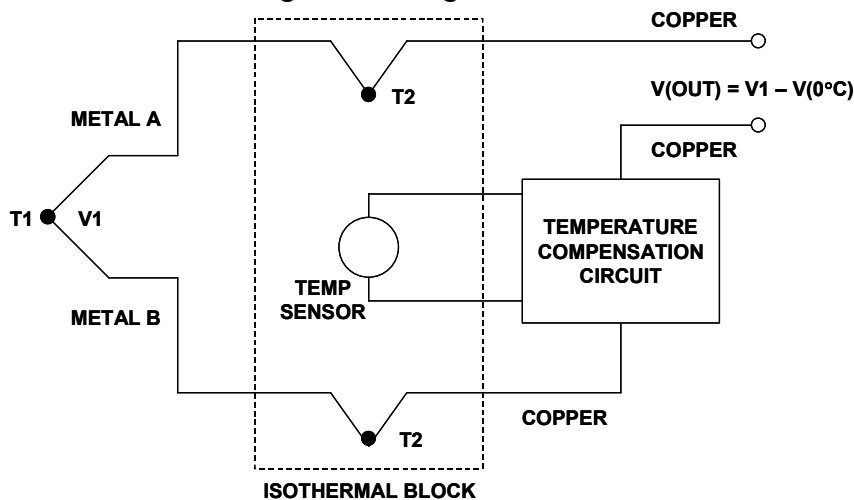 COPPER
T2
V(OUT) = V1 – V(0°C)
METAL A
COPPER
T1
V1
TEMPERATURE
COMPENSATION
CIRCUIT
TEMP
SENSOR
METAL B
COPPER
T2
ISOTHERMAL BLOCK